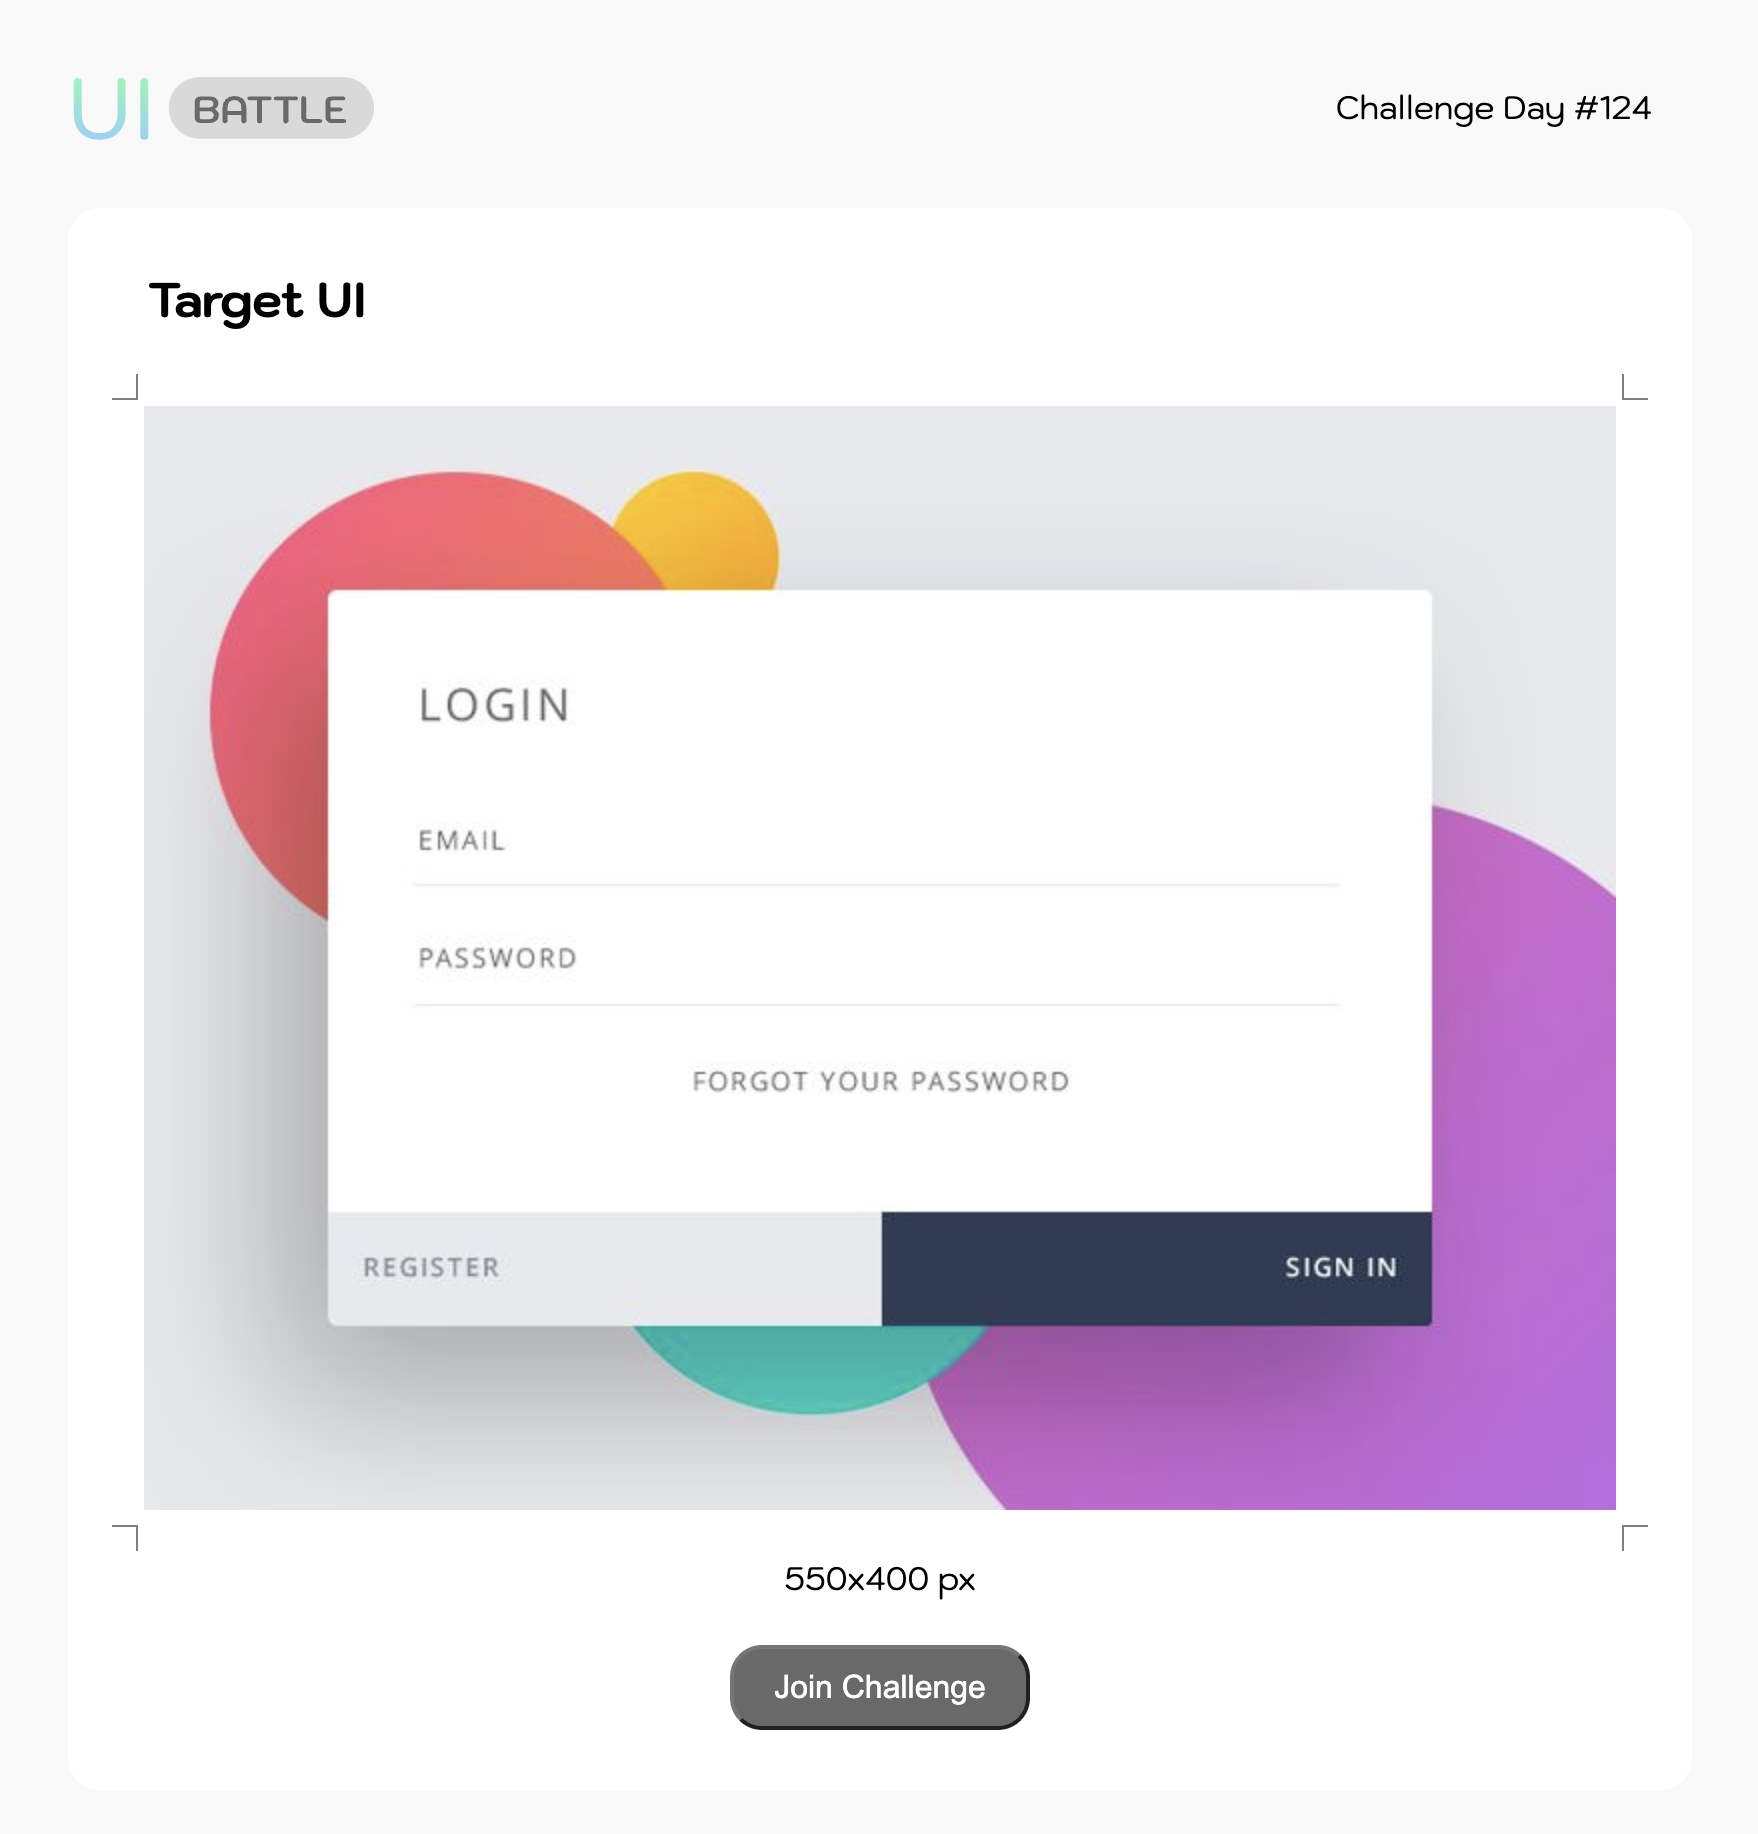 UI BATTLE
Challenge Day #124
Target UI
LOGIN
EMAIL
PASSWORD
FORGOT YOUR PASSWORD
REGISTER
SIGN IN
550x400 px
Join Challenge